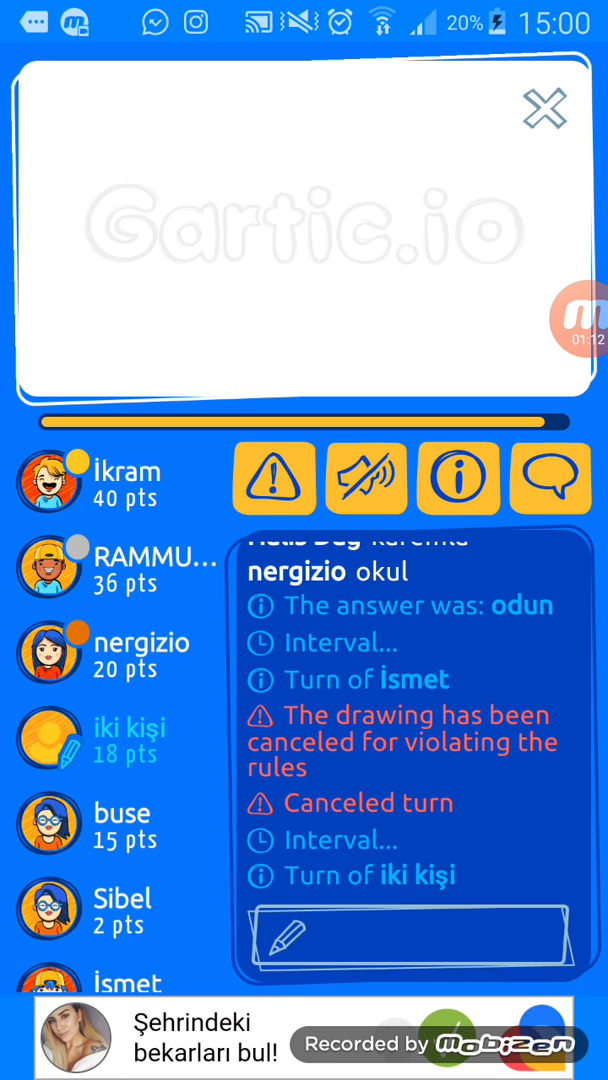 20% 15:00
Gartic.io
01:12
İkram
40 pts
RAMMU...
36 pts
nergizio
20 pts
iki kişi
18 pts
buse
15 pts
Sibel
2 pts
İsmet
nergizio okul
The answer was: odun
Interval...
Turn of İsmet
The drawing has been
canceled for violating the
rules
Canceled turn
Interval...
Turn of iki kişi
Şehrindeki
bekarları bul!
Recorded by mobizen